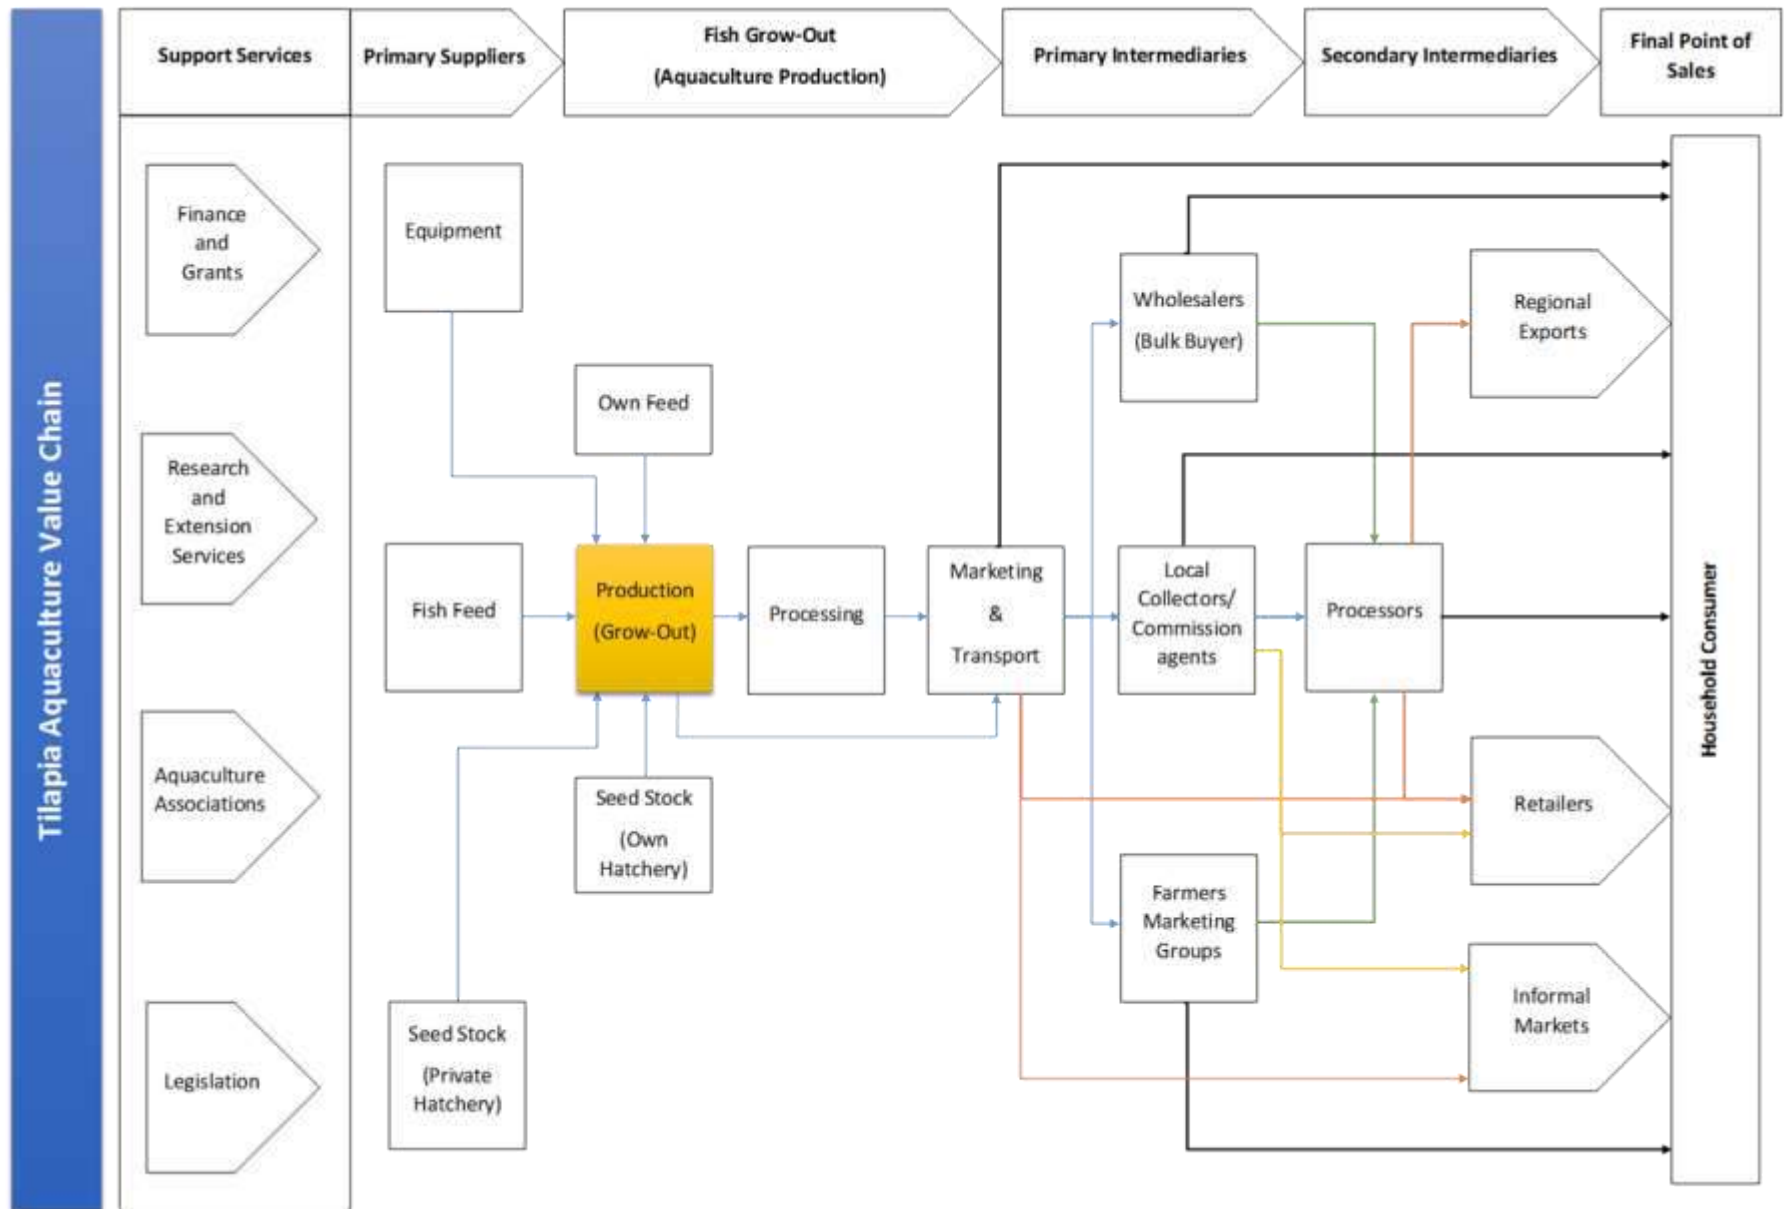 Tilapia Aquaculture Value Chain
Support Services
Primary Suppliers
Fish Grow-Out
(Aquaculture Production)
Primary Intermediaries
Secondary Intermediaries
Final Point of
Sales
Finance
and
Grants
Research
and
Extension
Services
Aquaculture
Associations
Legislation
Equipment
Fish Feed
Seed Stock
(Private
Hatchery)
Own Feed
Production
(Grow-Out)
Seed Stock
(Own
Hatchery)
Processing
Marketing
&
Transport
Wholesalers
(Bulk Buyer)
Local
Collectors/
Commission
agents
Farmers
Marketing
Groups
Processors
Regional
Exports
Retailers
Informal
Markets
Household Consumer